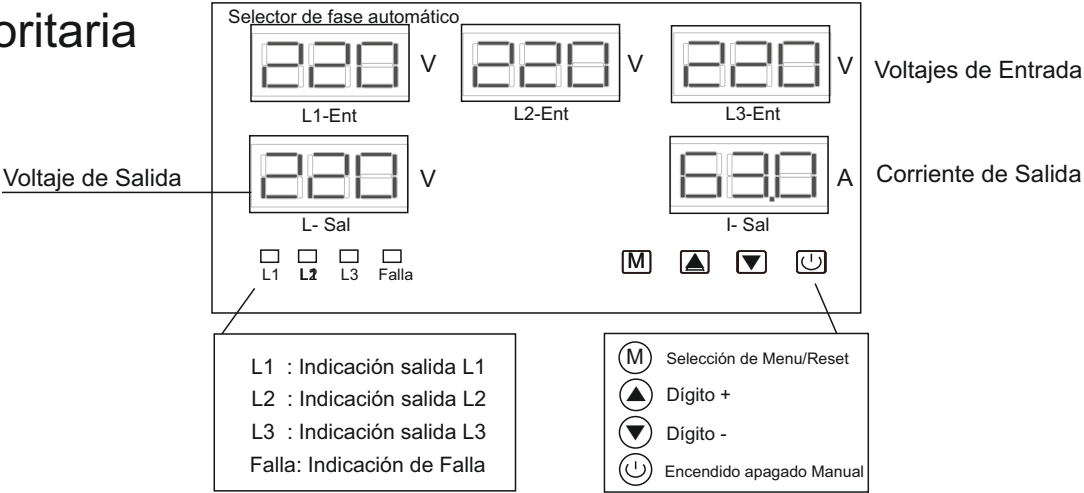 oritaria
Selector de fase automático
220 V 220 V 220 V Voltajes de Entrada
L1-Ent L2-Ent L3-Ent
Voltaje de Salida 220 V 63.0 A Corriente de Salida
L- Sal I- Sal
M
L1 L2 L3 Falla
L1 : Indicación salida L1
L2 : Indicación salida L2
L3 : Indicación salida L3
Falla: Indicación de Falla
M Selección de Menu/Reset
Dígito +
Dígito -
Encendido apagado Manual